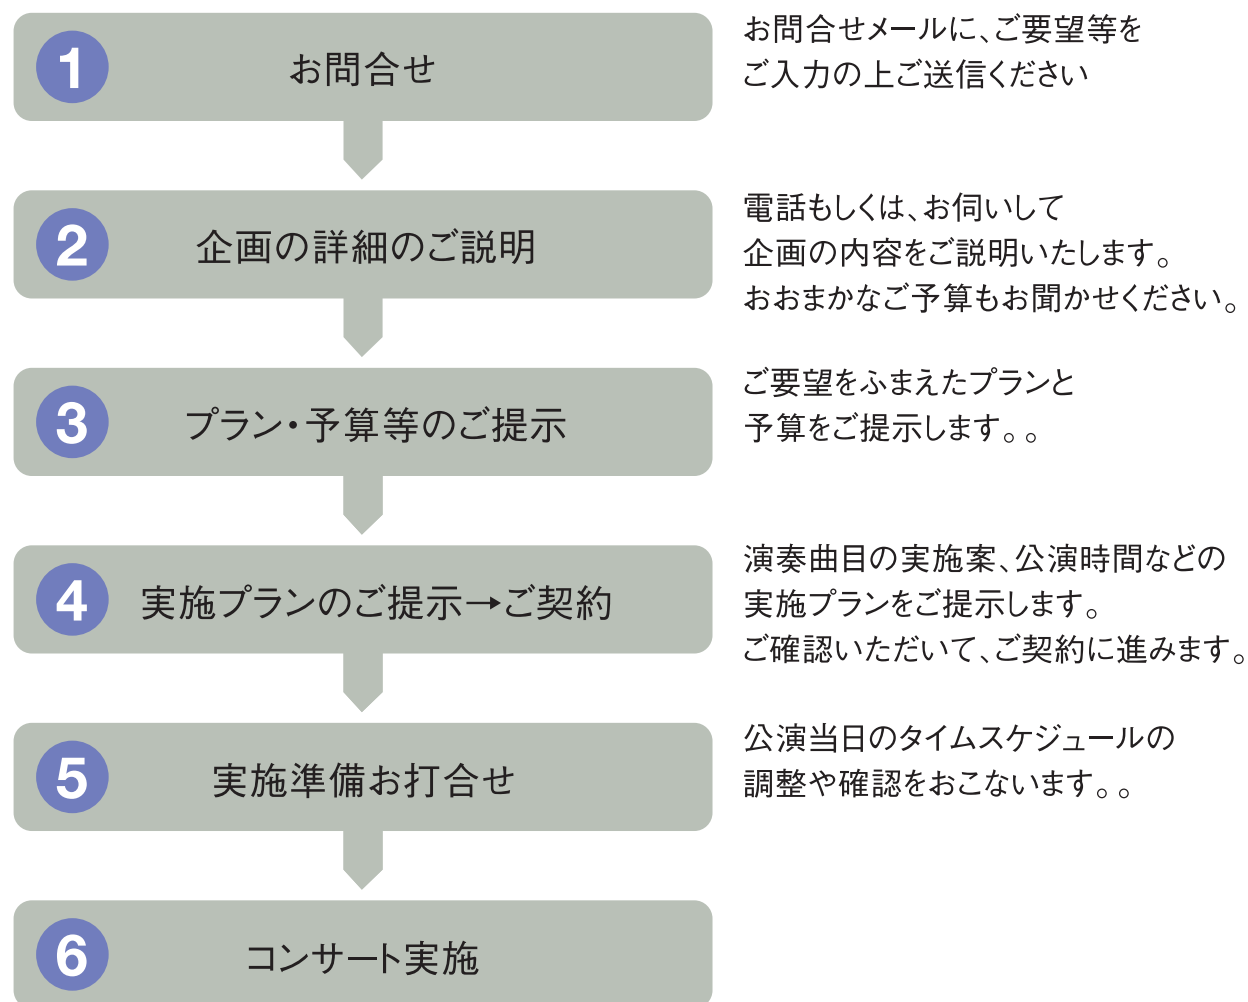 1 お問合せ
お問合せメールに、ご要望等を
ご入力の上ご送信ください
2 企画の詳細のご説明
電話もしくは、お伺いして
企画の内容をご説明いたします。
おおまかなご予算もお聞かせください。
3 プラン・予算等のご提示
ご要望をふまえたプランと
予算をご提示します。。
4 実施プランのご提示→ご契約
演奏曲目の実施案、公演時間などの
実施プランをご提示します。
ご確認いただいて、ご契約に進みます。
5 実施準備お打合せ
公演当日のタイムスケジュールの
調整や確認をおこないます。。
6 コンサート実施